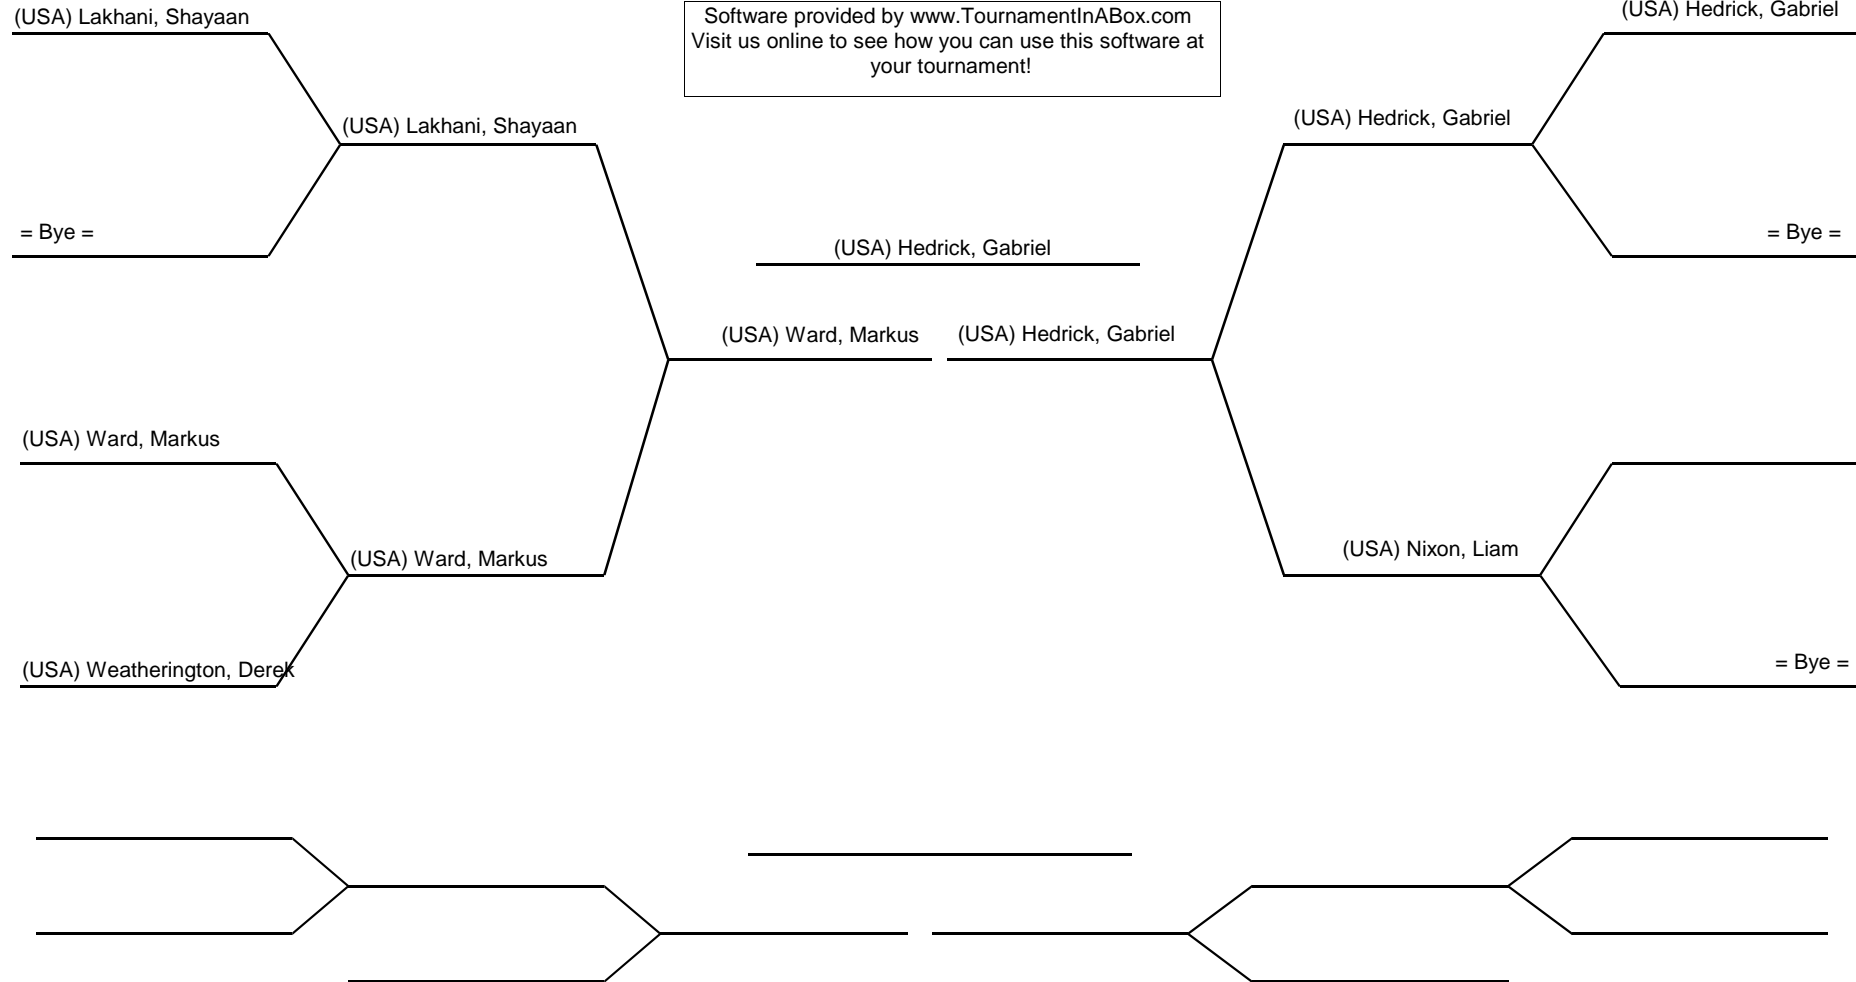 (USA) Lakhani, Shayaan
Software provided by www.TournamentInABox.com
Visit us online to see how you can use this software at
your tournament!
(USA) Hedrick, Gabriel
(USA) Lakhani, Shayaan
(USA) Hedrick, Gabriel
= Bye =
(USA) Hedrick, Gabriel
= Bye =
(USA) Ward, Markus
(USA) Hedrick, Gabriel
(USA) Ward, Markus
(USA) Ward, Markus
(USA) Nixon, Liam
(USA) Weatherington, Derek
= Bye =